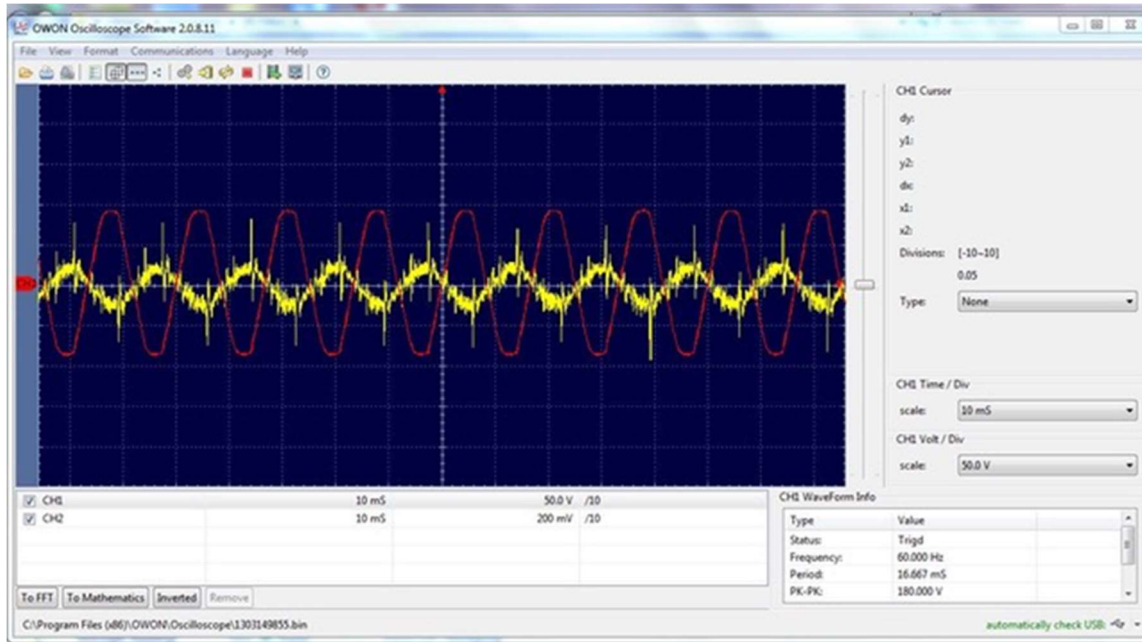 OWON Oscilloscope Software 2.0.8.11
File View Format Communications Language Help
CH1 Cursor
dy:
y1:
y2:
dx:
x1:
x2:
Divisions: [-10~10]
0.05
Type: None
CH1 Time / Div
scale: 10 mS
CH1 Volt / Div
scale: 50.0 V
CH1 10 mS 50.0 V /10
CH2 10 mS 200 mV /10
CH1 WaveForm Info
Type Value
Status: Trigd
Frequency: 60.000 Hz
Period: 16.667 mS
PK-PK: 180.000 V
To FFT To Mathematics Inverted Remove
C:\Program Files (x86)\OWON\Oscilloscope\1303149855.bin
automatically check USB: